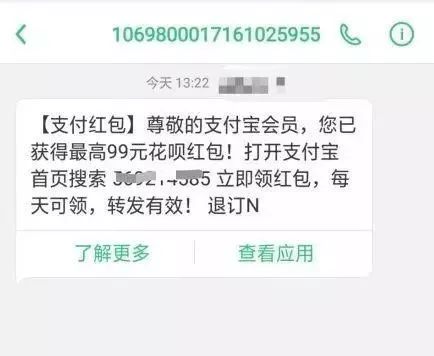 1069800017161025955
今天 13:22
【支付红包】尊敬的支付宝会员，您已
获得最高99元花呗红包！打开支付宝
首页搜索 立即领红包，每
天可领，转发有效！ 退订N
了解更多
查看应用